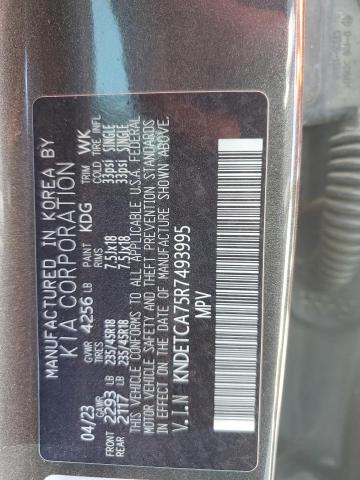 MANUFACTURED IN KOREA BY
KIA CORPORATION
04/23 GVWR 4256 LB PAINT KDG TRIM WK
GAWR TIRES RIMS COLD TIRE INFL
FRONT 2293 LB 235/45R18 7.5JX18 33psi SINGLE
REAR 2117 LB 235/45R18 7.5JX18 33psi SINGLE
THIS VEHICLE CONFORMS TO ALL APPLICABLE U.S.A. FEDERAL
MOTOR VEHICLE SAFETY, BUMPER, AND THEFT PREVENTION STANDARDS
IN EFFECT ON THE DATE OF MANUFACTURE SHOWN ABOVE.
V.I.N KNDETCA75R7493995
MPV